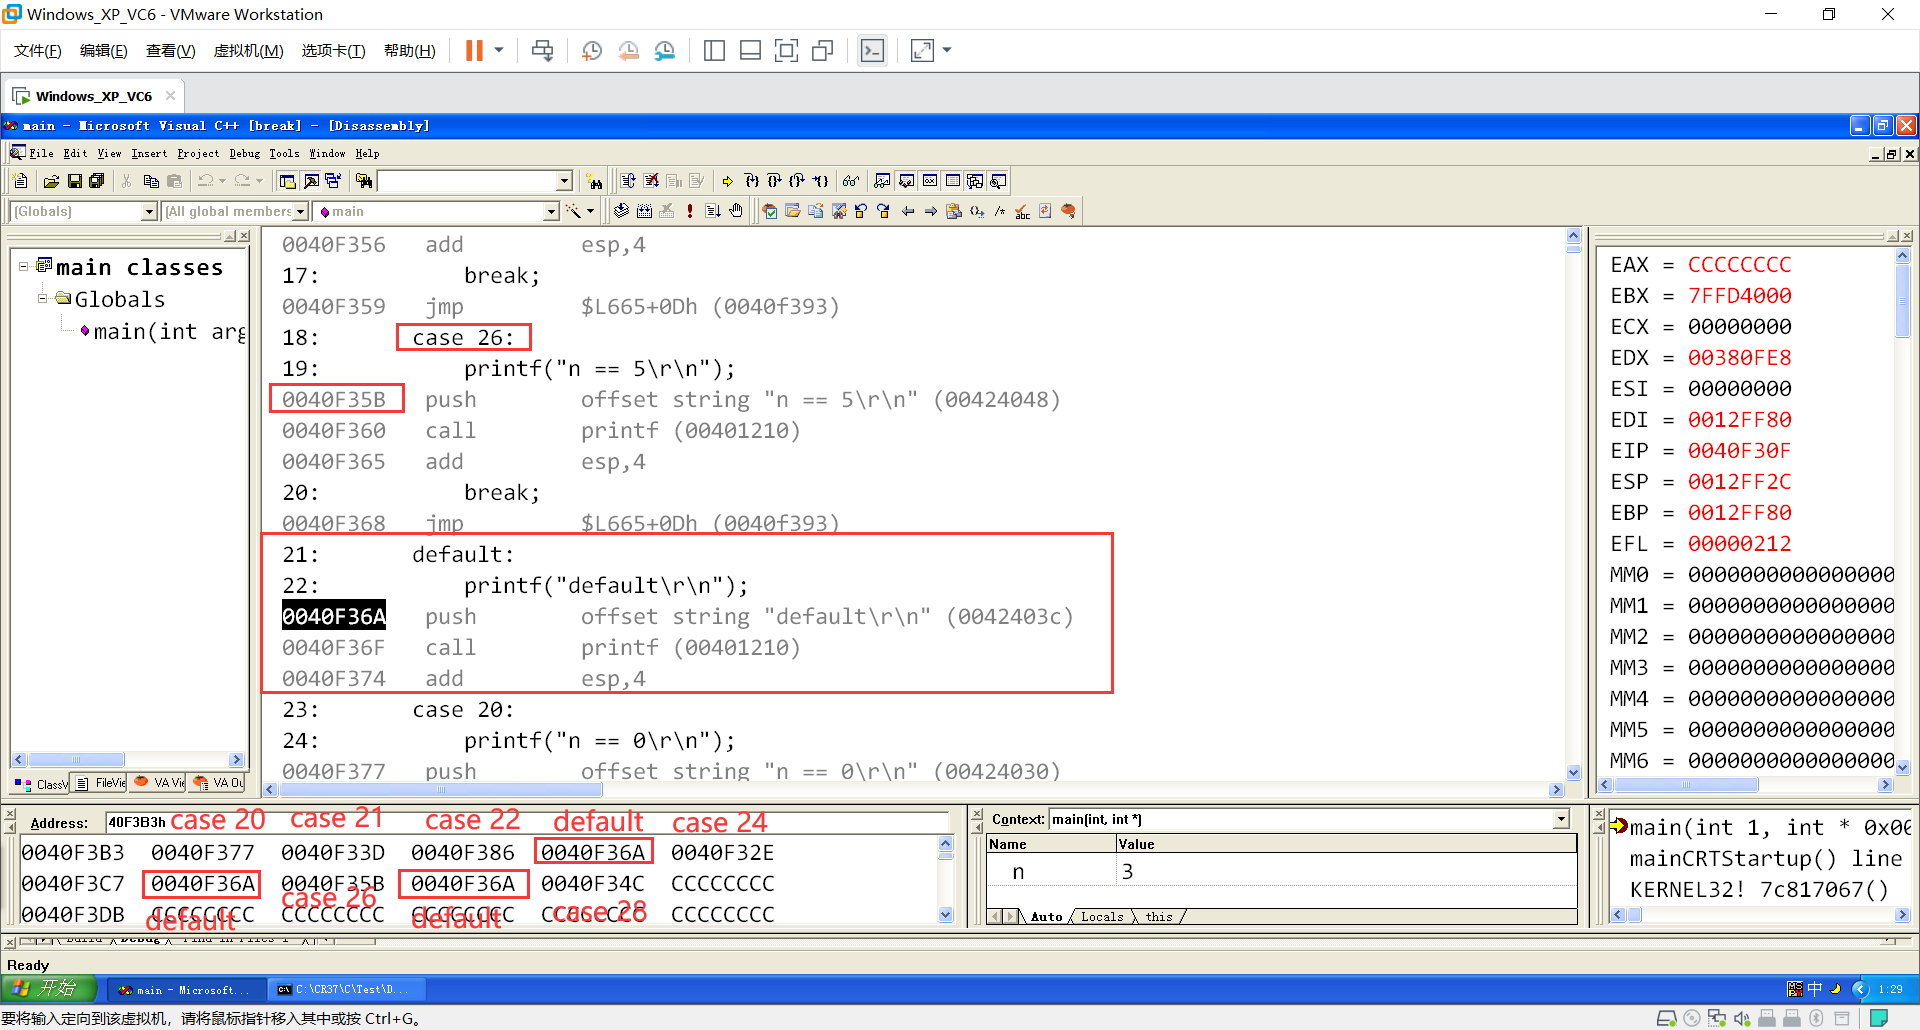 Windows_XP_VC6 - VMware Workstation
文件(F) 编辑(E) 查看(V) 虚拟机(M) 选项卡(T) 帮助(H)
Windows_XP_VC6
main - Microsoft Visual C++ [break] - [Disassembly]
File Edit View Insert Project Debug Tools Window Help
(Globals) (All global members main
main classes
Globals
main(int arg
ClassV FileVie VA Vie VA Ou
0040F356 add esp,4
17: break;
0040F359 jmp $L665+0Dh (0040f393)
18: case 26:
19: printf("n == 5\r\n");
0040F35B push offset string "n == 5\r\n" (00424048)
0040F360 call printf (00401210)
0040F365 add esp,4
20: break;
0040F368 jmp $L665+0Dh (0040f393)
21: default:
22: printf("default\r\n");
0040F36A push offset string "default\r\n" (0042403c)
0040F36F call printf (00401210)
0040F374 add esp,4
23: case 20:
24: printf("n == 0\r\n");
0040F377 push offset string "n == 0\r\n" (00424030)
EAX = CCCCCCCC
EBX = 7FFD4000
ECX = 00000000
EDX = 00380FE8
ESI = 00000000
EDI = 0012FF80
EIP = 0040F30F
ESP = 0012FF2C
EBP = 0012FF80
EFL = 00000212
MM0 = 0000000000000000
MM1 = 0000000000000000
MM2 = 0000000000000000
MM3 = 0000000000000000
MM4 = 0000000000000000
MM5 = 0000000000000000
MM6 = 0000000000000000
Address: 40F3B3h case 20 case 21 case 22 default case 24
0040F3B3 0040F377 0040F33D 0040F386 0040F36A 0040F32E
0040F3C7 0040F36A 0040F35B 0040F36A 0040F34C CCCCCCCC
case 26
0040F3DB CCCCCCCC CCCCCCCC CCCCCCCC CCCCCCCC CCCCCCCC
default default case 28
Context: main(int, int *)
Name Value
n 3
Auto Locals this
main(int 1, int * 0x00
mainCRTStartup() line
KERNEL32! 7c817067()
Build Debug Find in Files 1
Ready
开始 main - Microsoft... C:\CR37\C\Test\D... 中 1:29
要将输入定向到该虚拟机，请将鼠标指针移入其中或按 Ctrl+G。